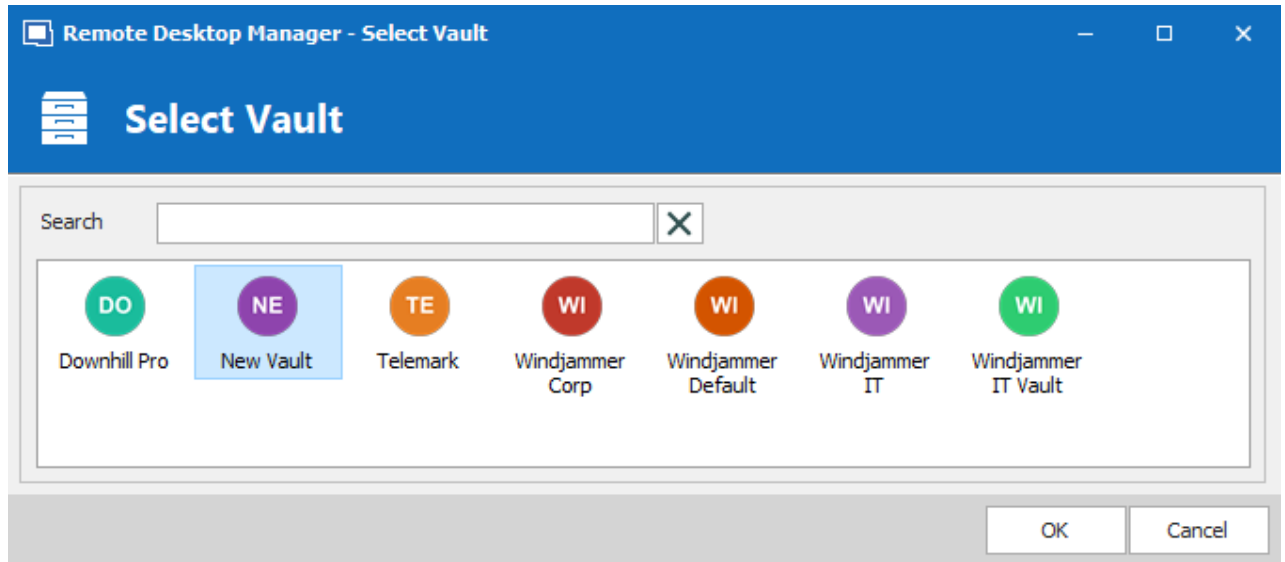 Remote Desktop Manager - Select Vault
Select Vault
Search
DO
NE
TE
WI
WI
WI
WI
Downhill Pro
New Vault
Telemark
Windjammer
Corp
Windjammer
Default
Windjammer
IT
Windjammer
IT Vault
OK
Cancel